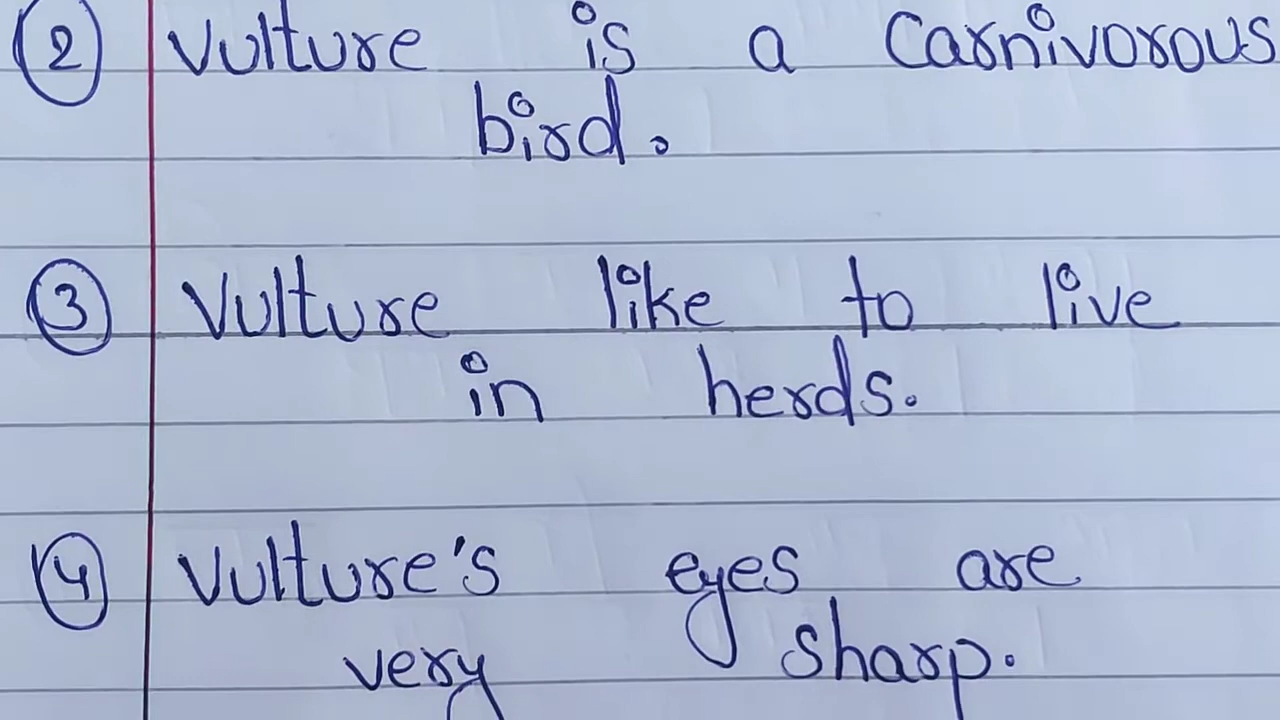 2 Vulture is a Carnivorous
bird.
3 Vulture like to live
in herds.
4 Vulture's eyes are
very sharp.